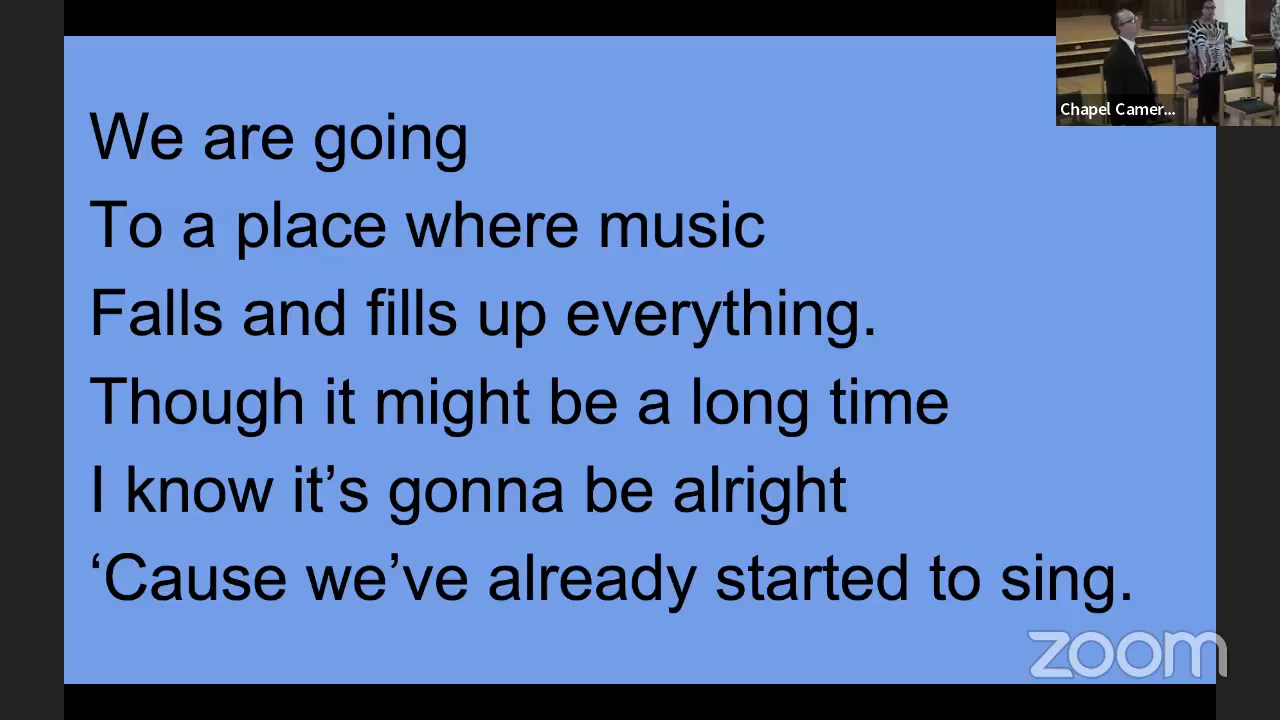 Chapel Camer...
We are going
To a place where music
Falls and fills up everything.
Though it might be a long time
I know it’s gonna be alright
‘Cause we’ve already started to sing.
zoom